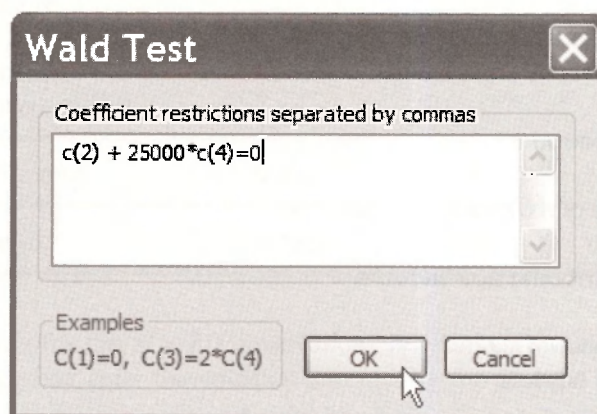 Wald Test
Coefficient restrictions separated by commas
c(2) + 25000*c(4)=0
Examples
C(1)=0, C(3)=2*C(4)
OK
Cancel